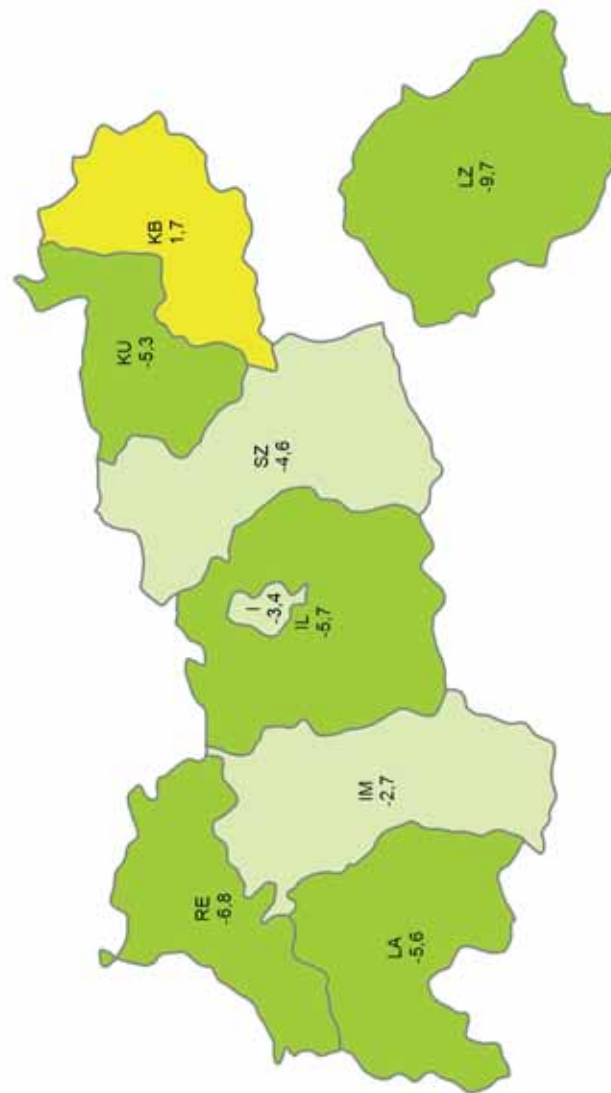 RE
-6,8
LA
-5,6
IM
-2,7
I
-3,4
IL
-5,7
SZ
-4,6
KU
-5,3
KB
1,7
LZ
-9,7